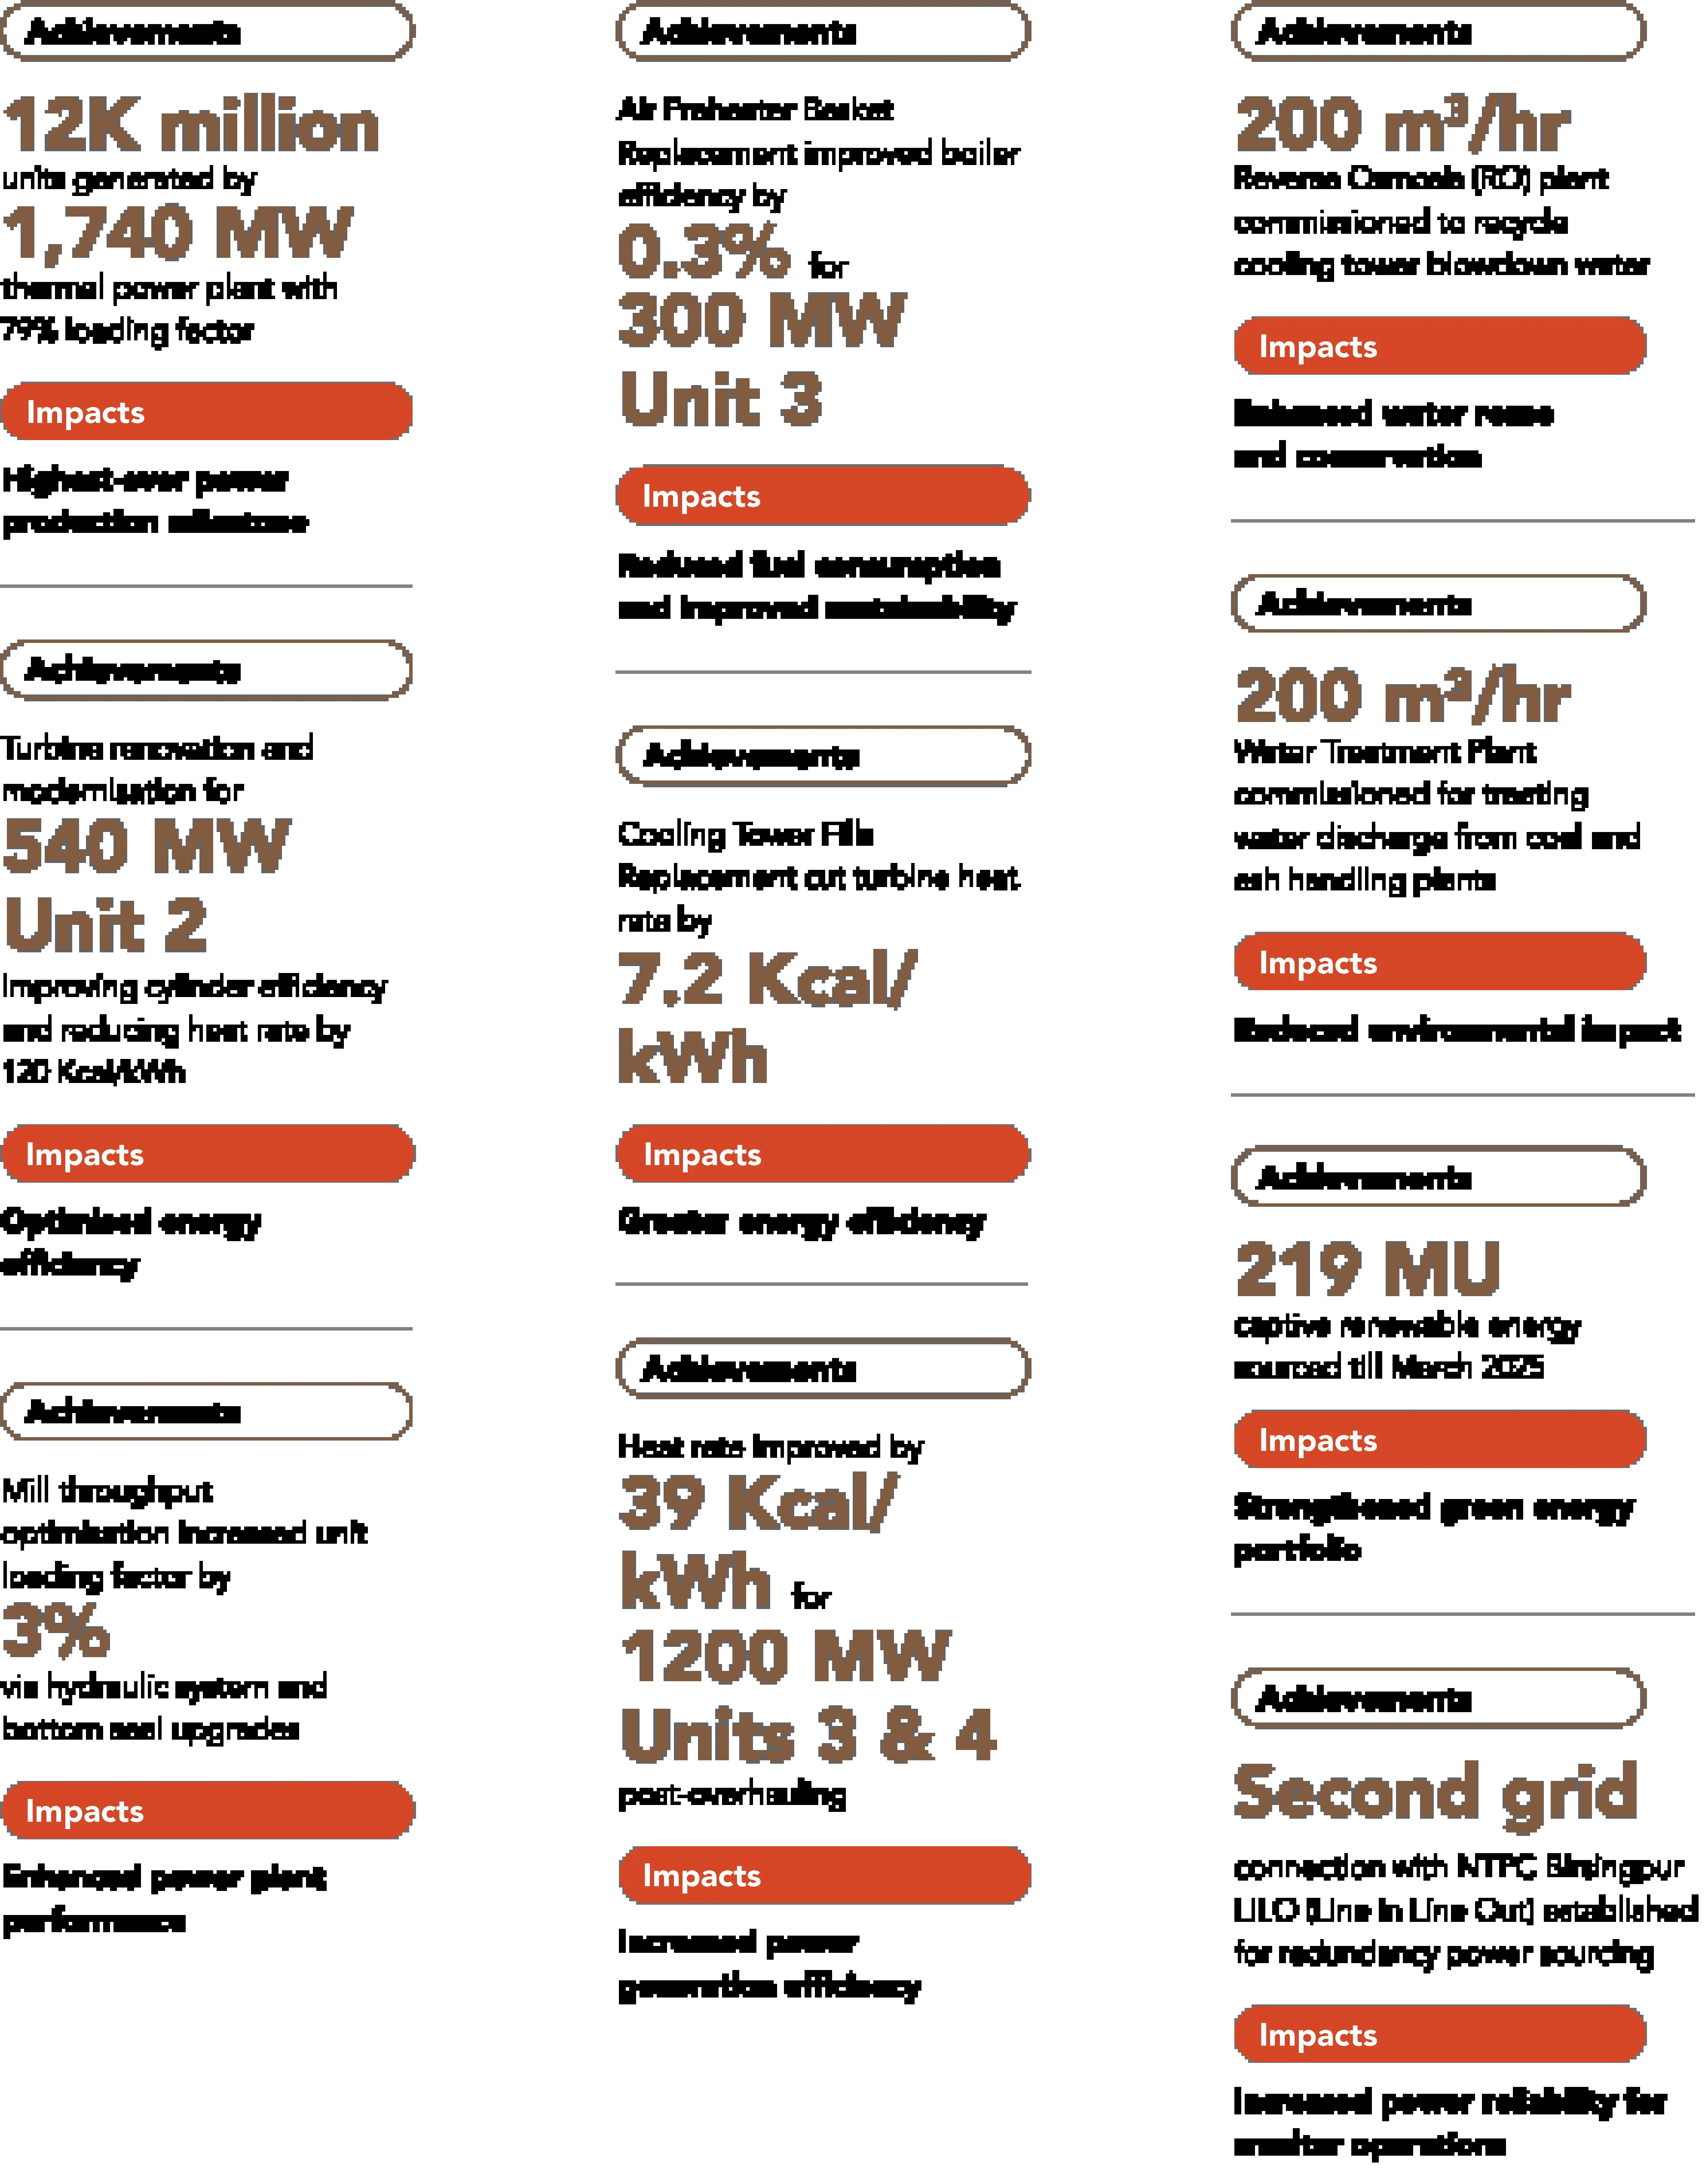 Achievements
12K million
units generated by
1,740 MW
thermal power plant with
79% loading factor
Impacts
Highest-ever power
production milestone
Achievements
Turbine renovation and
modernisation for
540 MW
Unit 2
improving cylinder efficiency
and reducing heat rate by
120 Kcal/kWh
Impacts
Optimised energy
efficiency
Achievements
Mill throughput
optimisation increased unit
loading factor by
3%
via hydraulic system and
bottom seal upgrades
Impacts
Enhanced power plant
performance
Achievements
Air Preheater Basket
Replacement improved boiler
efficiency by
0.3% for
300 MW
Unit 3
Impacts
Reduced fuel consumption
and improved sustainability
Achievements
Cooling Tower Fills
Replacement cut turbine heat
rate by
7.2 Kcal/
kWh
Impacts
Greater energy efficiency
Achievements
Heat rate improved by
39 Kcal/
kWh for
1200 MW
Units 3 & 4
post-overhauling
Impacts
Increased power
generation efficiency
Achievements
200 m³/hr
Reverse Osmosis (RO) plant
commissioned to recycle
cooling tower blowdown water
Impacts
Enhanced water reuse
and conservation
Achievements
200 m³/hr
Water Treatment Plant
commissioned for treating
water discharge from coal and
ash handling plants
Impacts
Reduced environmental impact
Achievements
219 MU
captive renewable energy
sourced till March 2025
Impacts
Strengthened green energy
portfolio
Achievements
Second grid
connection with NTPC Birsingpur
LILO (Line In Line Out) established
for redundancy power sourcing
Impacts
Increased power reliability for
smelter operations